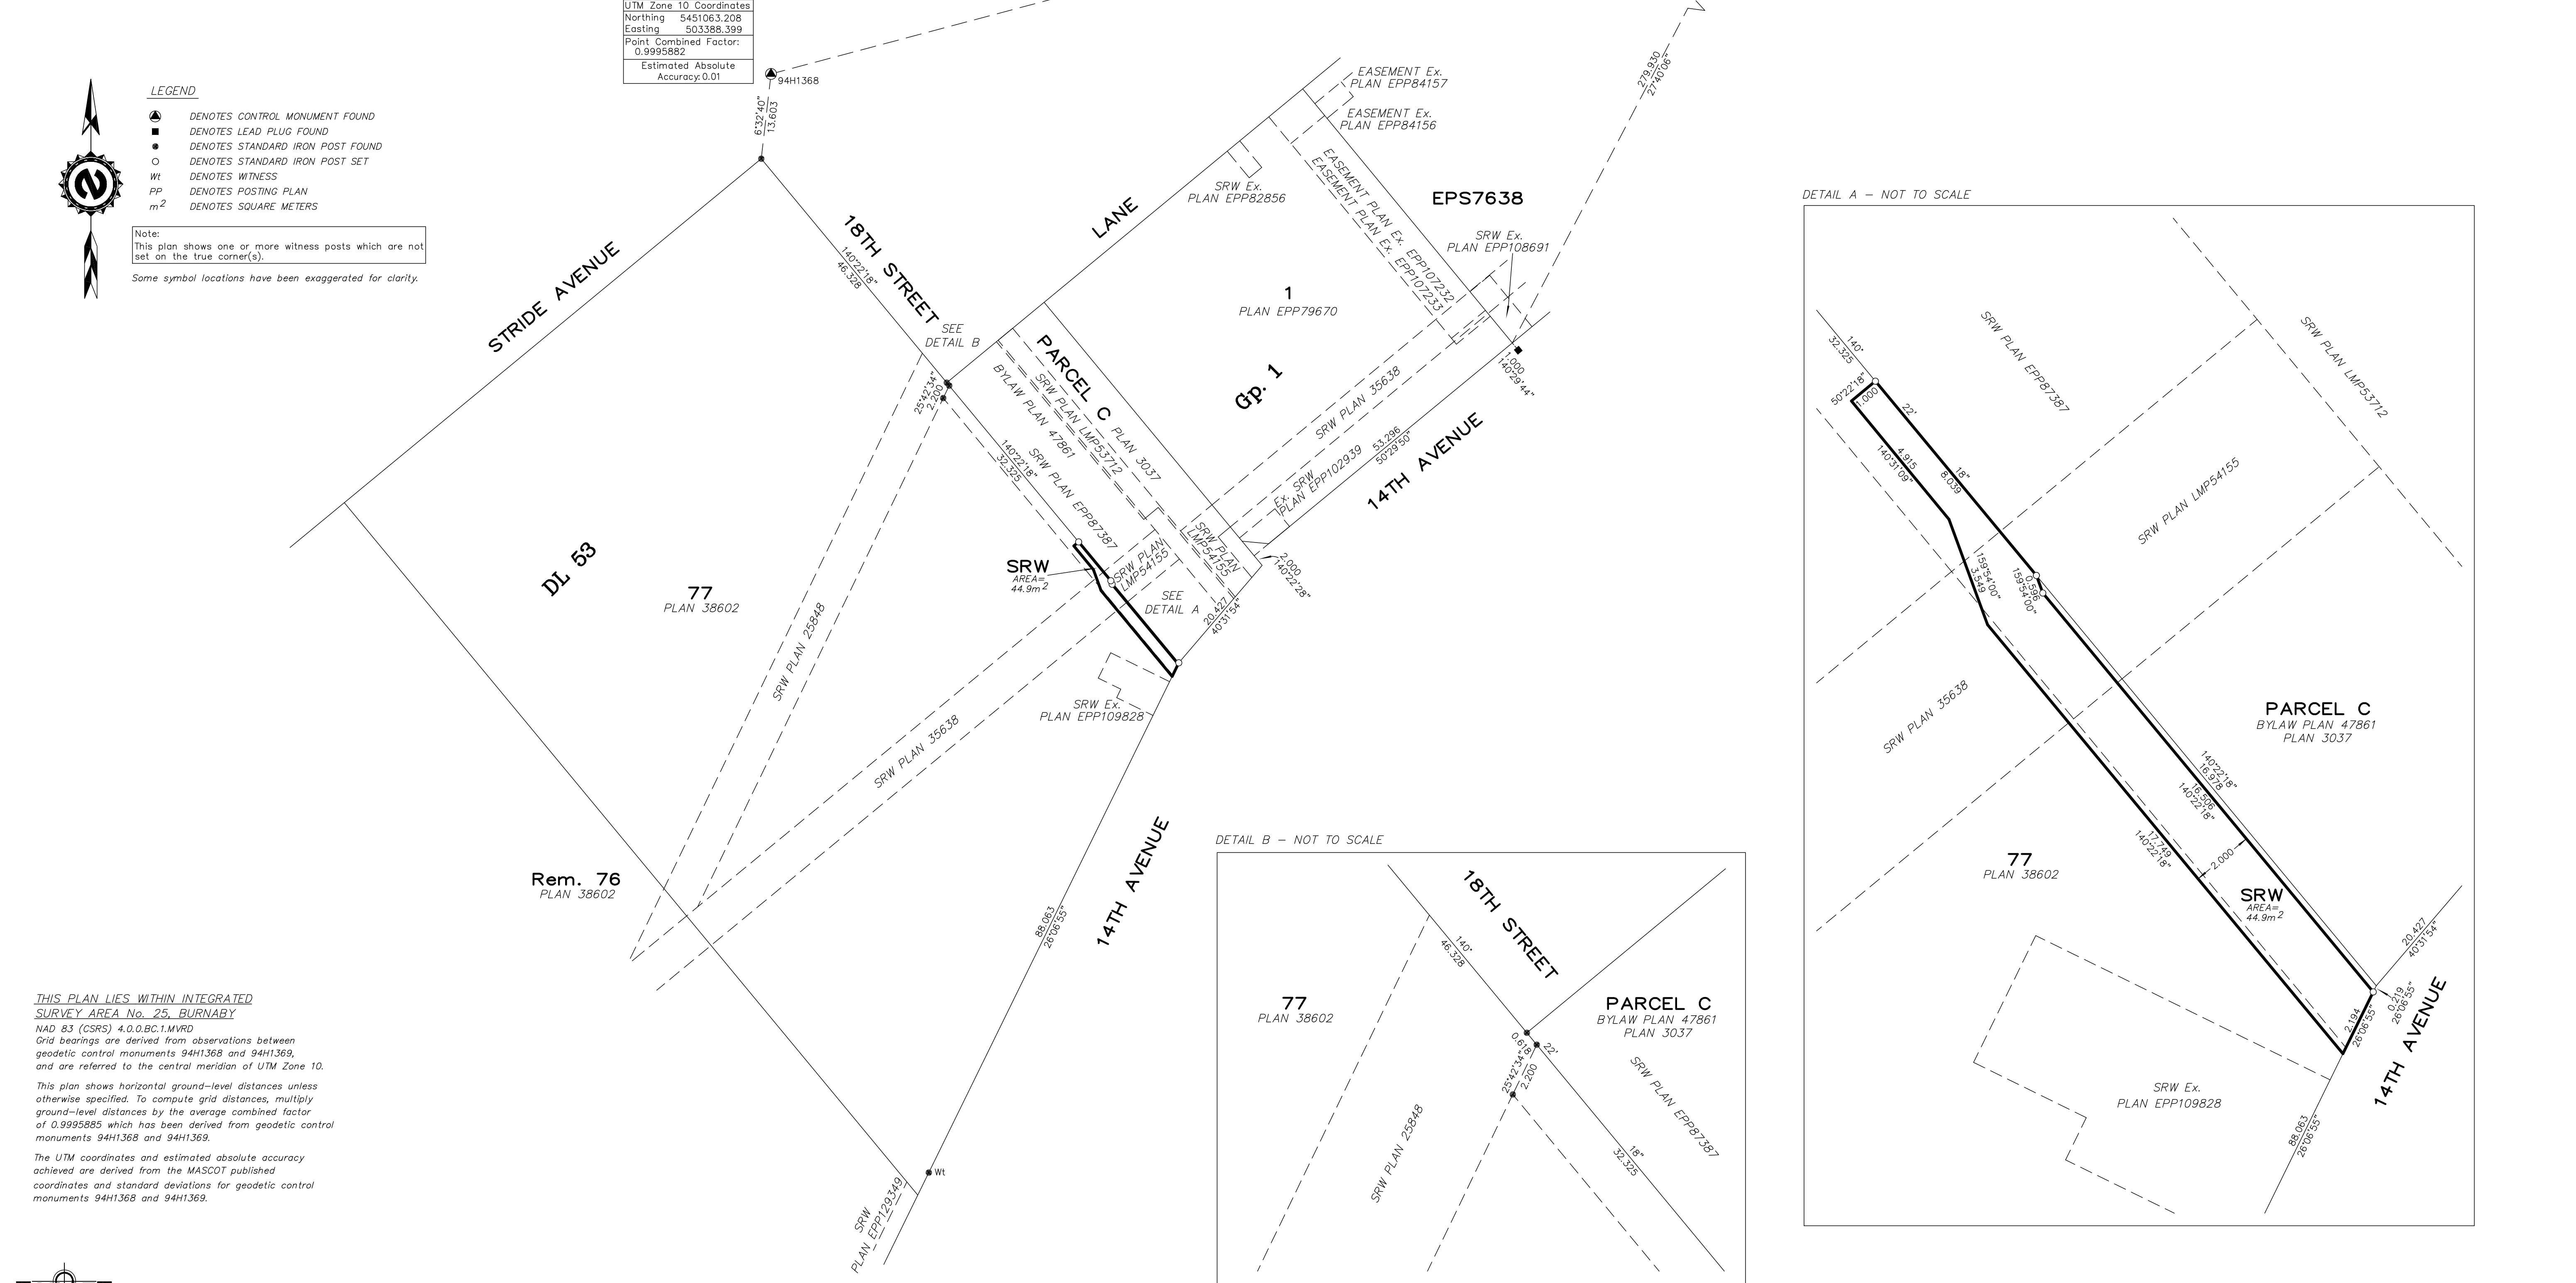 UTM Zone 10 Coordinates
Northing 5451063.208
Easting 503388.399
Point Combined Factor:
0.9995882
Estimated Absolute
Accuracy: 0.01
94H1368
6°32'40"
13.603
LEGEND
DENOTES CONTROL MONUMENT FOUND
DENOTES LEAD PLUG FOUND
DENOTES STANDARD IRON POST FOUND
DENOTES STANDARD IRON POST SET
Wt DENOTES WITNESS
PP DENOTES POSTING PLAN
m2 DENOTES SQUARE METERS
Note:
This plan shows one or more witness posts which are not
set on the true corner(s).
Some symbol locations have been exaggerated for clarity.
STRIDE AVENUE
18TH STREET
140°22'18"
46.328
SEE
DETAIL B
25°42'34"
2.200
LANE
EASEMENT Ex.
PLAN EPP84157
EASEMENT Ex.
PLAN EPP84156
SRW Ex.
PLAN EPP82856
EASEMENT PLAN Ex. EPP107232
EASEMENT PLAN Ex. EPP107233
EPS7638
SRW Ex.
PLAN EPP108691
279.930
27°40'06"
1
PLAN EPP79670
Gp. 1
1.000
140°29'44"
PARCEL C
PLAN 3037
SRW PLAN LMP53712
BYLAW PLAN 47861
SRW PLAN EPP87387
140°22'18"
32.325
SRW PLAN 35638
Ex. SRW
PLAN EPP102939
53.296
50°29'50"
14TH AVENUE
SRW PLAN
LMP54155
SRW PLAN
LMP54155
2.000
140°22'28"
20.427
40°31'54"
SRW
AREA=
44.9m2
SEE
DETAIL A
DL 53
77
PLAN 38602
SRW PLAN 25848
SRW PLAN 35638
SRW Ex.
PLAN EPP109828
Rem. 76
PLAN 38602
88.063
26°06'55"
14TH AVENUE
Wt
SRW
PLAN EPP129349
THIS PLAN LIES WITHIN INTEGRATED
SURVEY AREA No. 25, BURNABY
NAD 83 (CSRS) 4.0.0.BC.1.MVRD
Grid bearings are derived from observations between
geodetic control monuments 94H1368 and 94H1369,
and are referred to the central meridian of UTM Zone 10.
This plan shows horizontal ground-level distances unless
otherwise specified. To compute grid distances, multiply
ground-level distances by the average combined factor
of 0.9995885 which has been derived from geodetic control
monuments 94H1368 and 94H1369.
The UTM coordinates and estimated absolute accuracy
achieved are derived from the MASCOT published
coordinates and standard deviations for geodetic control
monuments 94H1368 and 94H1369.
DETAIL B - NOT TO SCALE
18TH STREET
140°
46.328
77
PLAN 38602
PARCEL C
BYLAW PLAN 47861
PLAN 3037
0.618
22'
25°42'34"
2.200
SRW PLAN 25848
SRW PLAN EPP87387
18"
32.325
DETAIL A - NOT TO SCALE
140°
32.325
50°22'18"
1.000
22'
4.915
140°31'09"
18"
8.039
SRW PLAN EPP87387
SRW PLAN LMP53712
SRW PLAN LMP54155
159°54'00"
3.549
0.596
159°54'00"
SRW PLAN 35638
PARCEL C
BYLAW PLAN 47861
PLAN 3037
140°22'18"
16.978
16.506
140°22'18"
17.749
140°22'18"
2.000
77
PLAN 38602
SRW
AREA=
44.9m2
20.427
40°31'54"
0.219
26°06'55"
2.194
26°06'55"
14TH AVENUE
SRW Ex.
PLAN EPP109828
88.063
26°06'55"